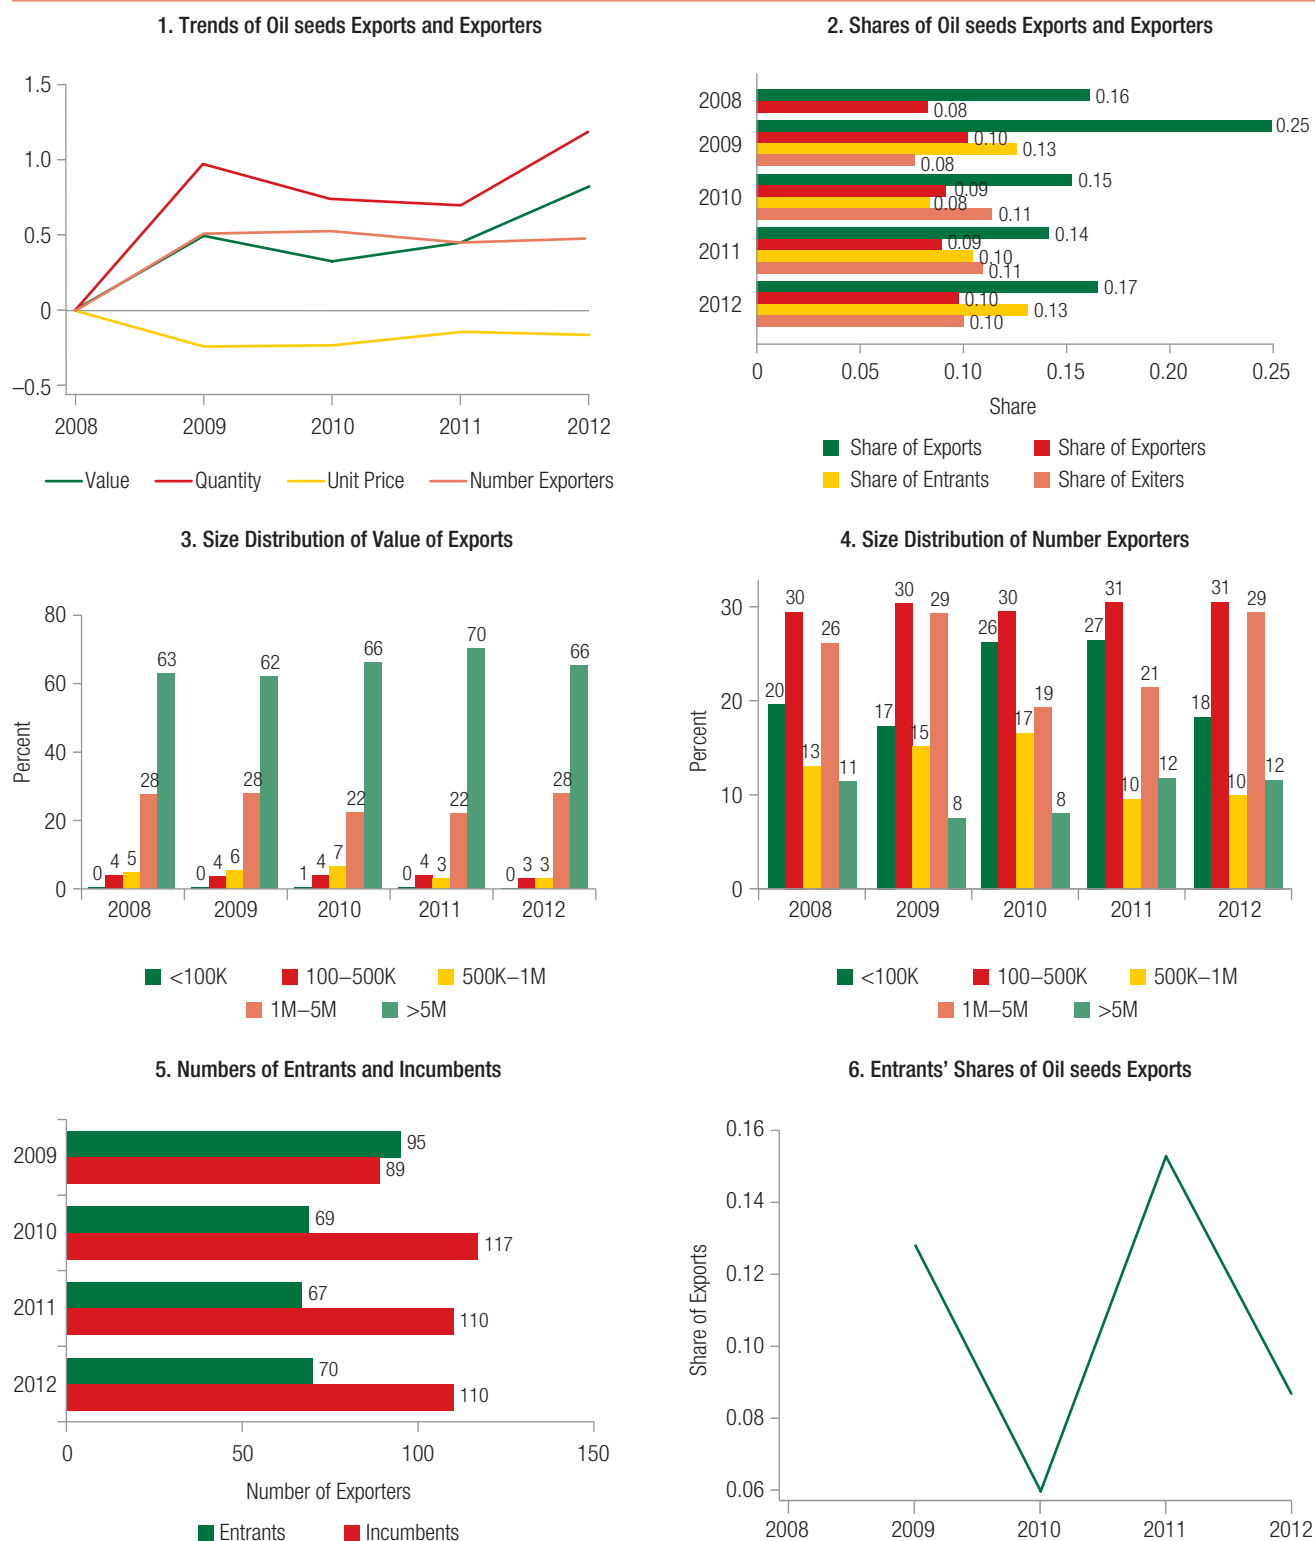 1. Trends of Oil seeds Exports and Exporters
1.5
1.0
0.5
0
–0.5
2008 2009 2010 2011 2012
Value Quantity Unit Price Number Exporters
2. Shares of Oil seeds Exports and Exporters
2008
0.16
0.08
2009
0.25
0.10
0.13
0.08
2010
0.15
0.09
0.08
0.11
2011
0.14
0.09
0.10
0.11
2012
0.17
0.10
0.13
0.10
0 0.05 0.10 0.15 0.20 0.25
Share
Share of Exports Share of Exporters
Share of Entrants Share of Exiters
3. Size Distribution of Value of Exports
Percent
80
60
40
20
0
0 4 5 28 63
0 4 6 28 62
1 4 7 22 66
0 4 3 22 70
0 3 3 28 66
2008 2009 2010 2011 2012
<100K 100–500K 500K–1M
1M–5M >5M
4. Size Distribution of Number Exporters
Percent
30
20
10
0
20 30 13 26 11
17 30 15 29 8
26 30 17 19 8
27 31 10 21 12
18 31 10 29 12
2008 2009 2010 2011 2012
<100K 100–500K 500K–1M
1M–5M >5M
5. Numbers of Entrants and Incumbents
2009
95
89
2010
69
117
2011
67
110
2012
70
110
0 50 100 150
Number of Exporters
Entrants Incumbents
6. Entrants’ Shares of Oil seeds Exports
Share of Exports
0.16
0.14
0.12
0.10
0.08
0.06
2008 2009 2010 2011 2012